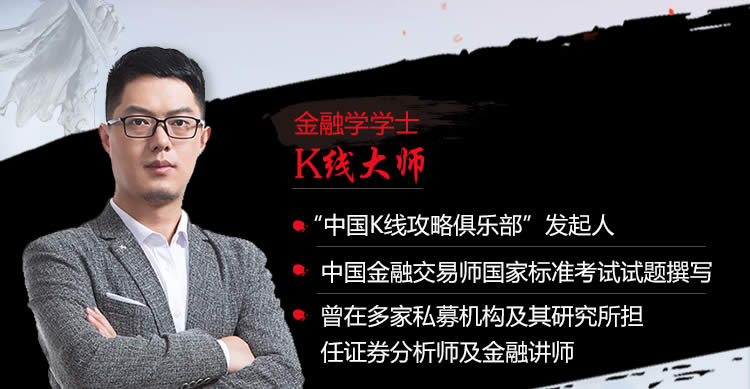 金融学学士
K线大师
“中国K线攻略俱乐部”发起人
中国金融交易师国家标准考试试题撰写
曾在多家私募机构及其研究所担
任证券分析师及金融讲师